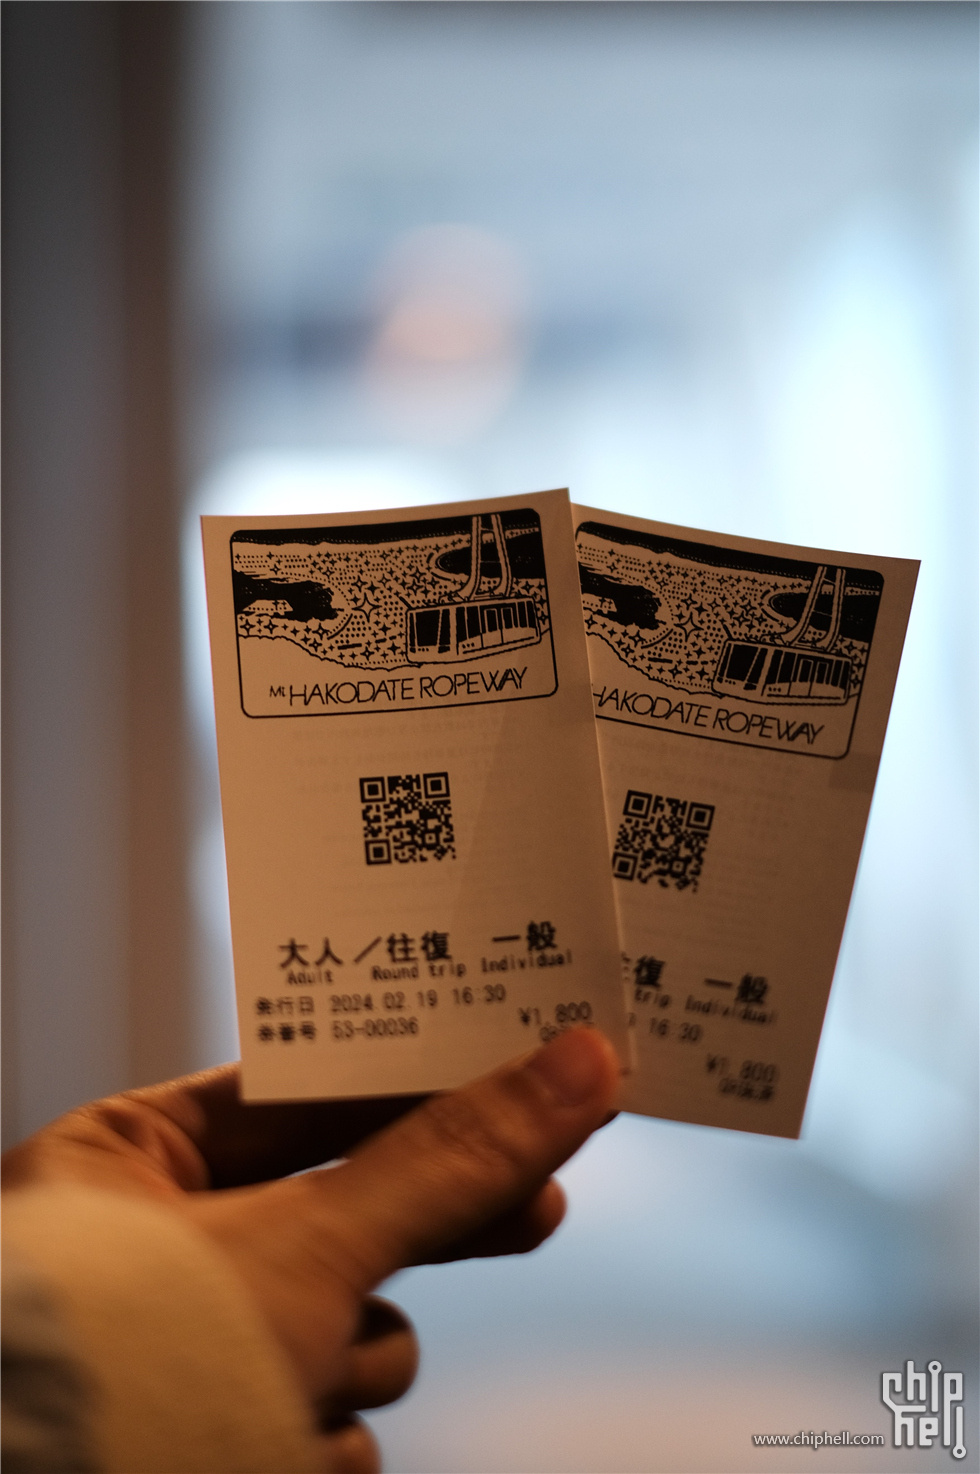 Mt. HAKODATE ROPEWAY
大人／往復 一般
Adult Round trip Individual
発行日 2024.02.19 16:30
券番号 53-00036
¥1,800
HAKODATE ROPEWAY
復 一般
trip Individual
16:30
¥1,800
www.chiphell.com
chip
hell